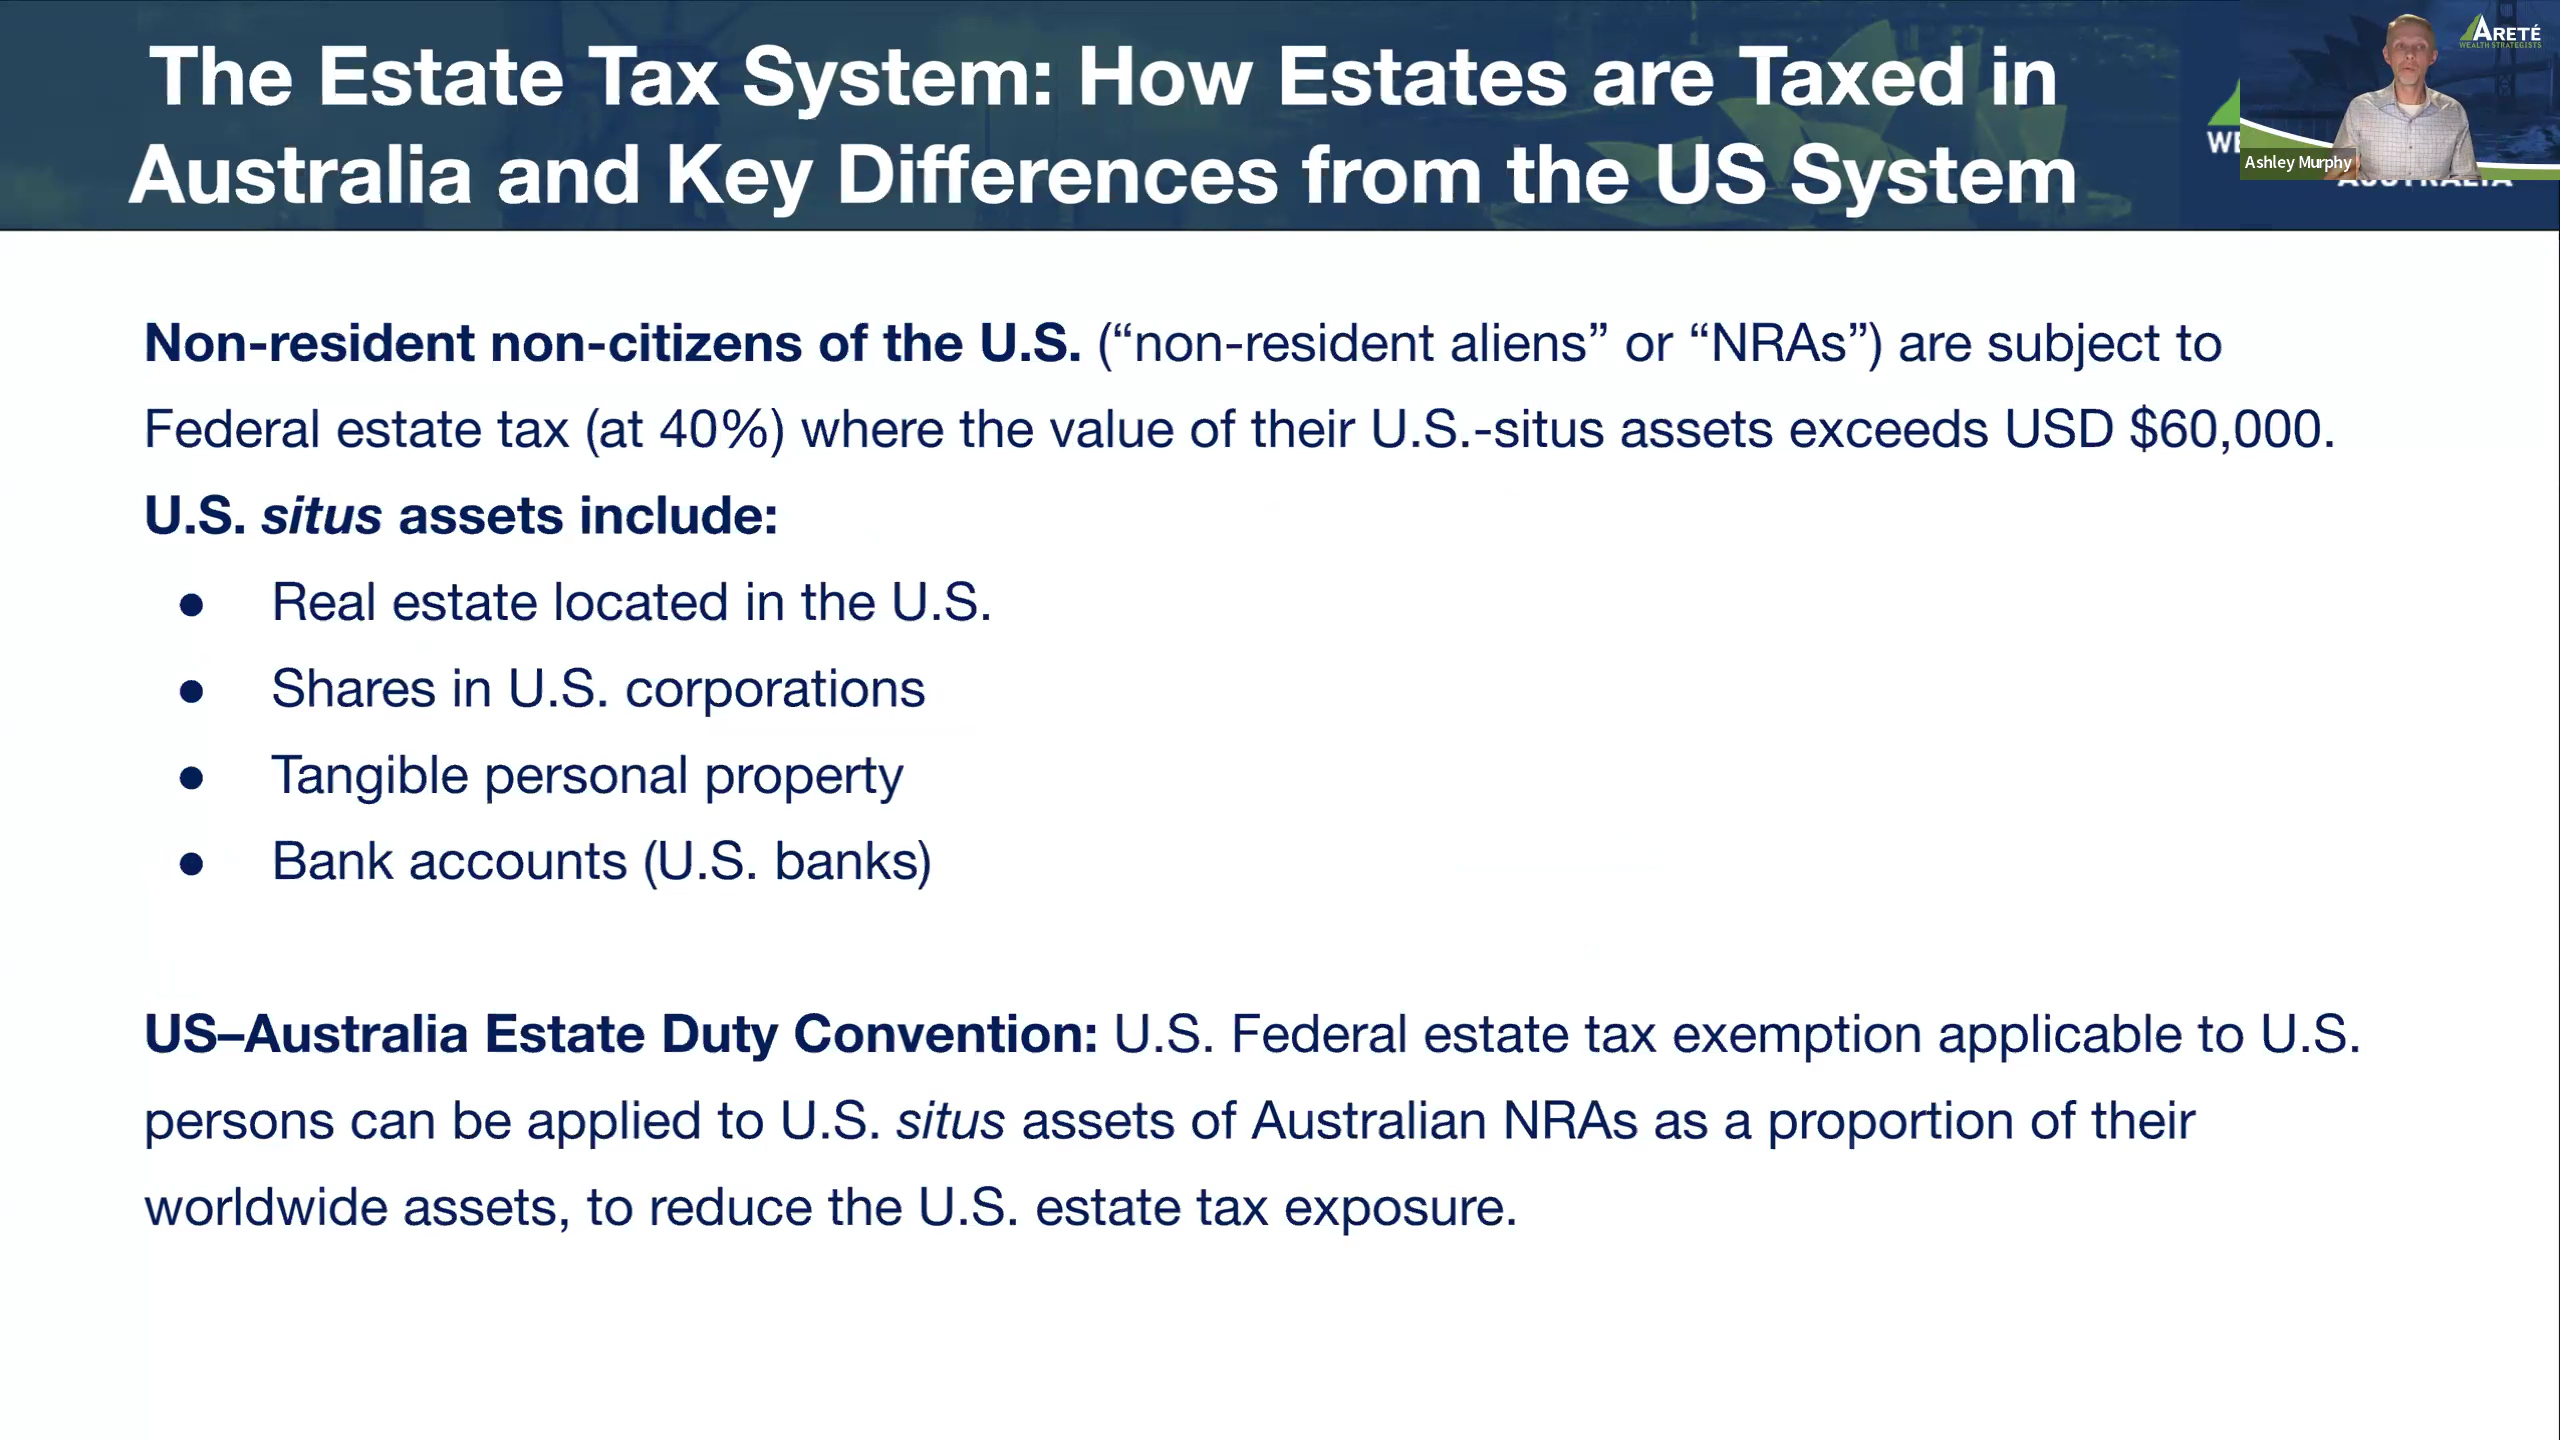 The Estate Tax System: How Estates are Taxed in
Australia and Key Differences from the US System
ARETÉ
WEALTH STRATEGISTS
WE
Ashley Murphy
AUSTRALIA
Non-resident non-citizens of the U.S. (“non-resident aliens” or “NRAs”) are subject to
Federal estate tax (at 40%) where the value of their U.S.-situs assets exceeds USD $60,000.
U.S. situs assets include:
● Real estate located in the U.S.
● Shares in U.S. corporations
● Tangible personal property
● Bank accounts (U.S. banks)
US–Australia Estate Duty Convention: U.S. Federal estate tax exemption applicable to U.S.
persons can be applied to U.S. situs assets of Australian NRAs as a proportion of their
worldwide assets, to reduce the U.S. estate tax exposure.